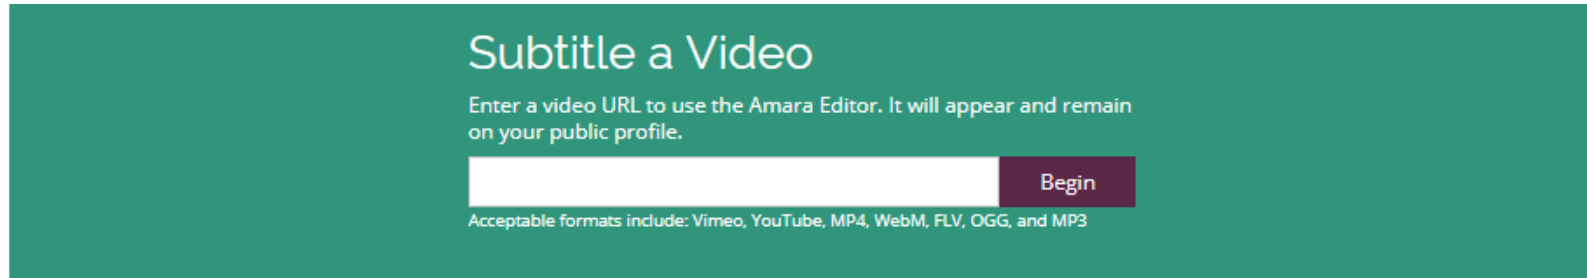 Subtitle a Video
Enter a video URL to use the Amara Editor. It will appear and remain
on your public profile.
Begin
Acceptable formats include: Vimeo, YouTube, MP4, WebM, FLV, OGG, and MP3